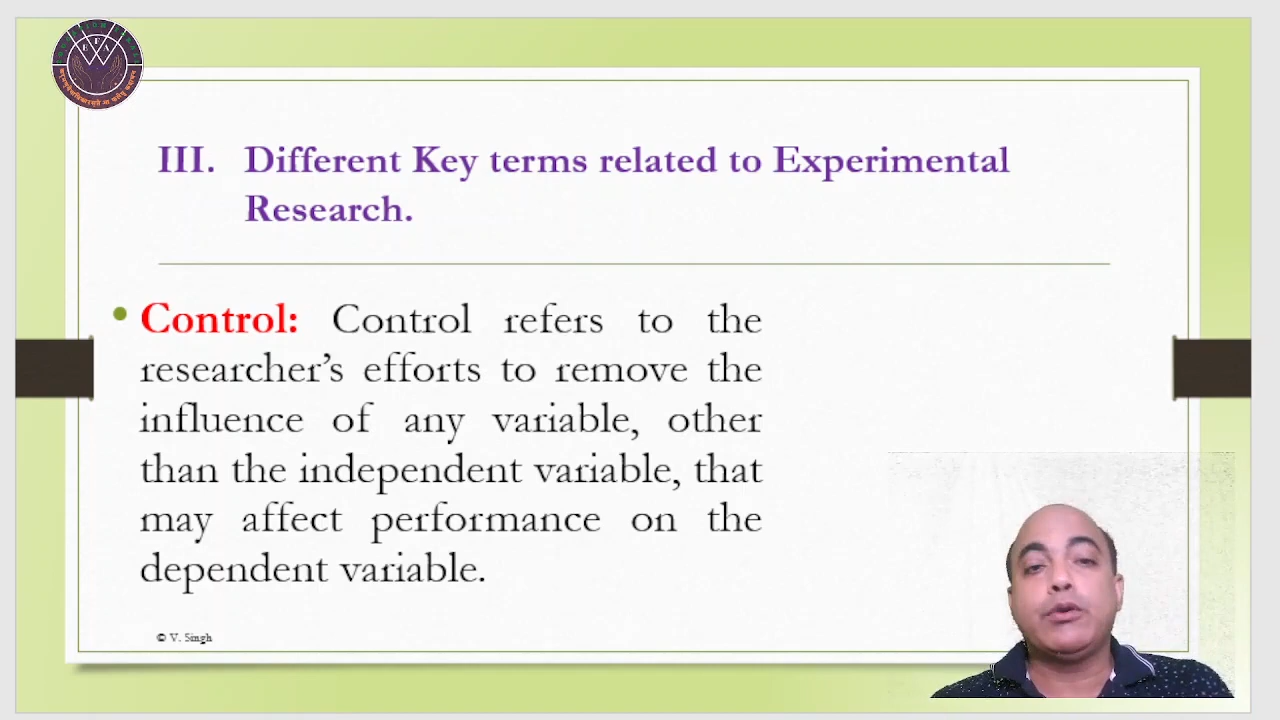 E F A
III. Different Key terms related to Experimental
Research.
Control: Control refers to the
researcher’s efforts to remove the
influence of any variable, other
than the independent variable, that
may affect performance on the
dependent variable.
© V. Singh